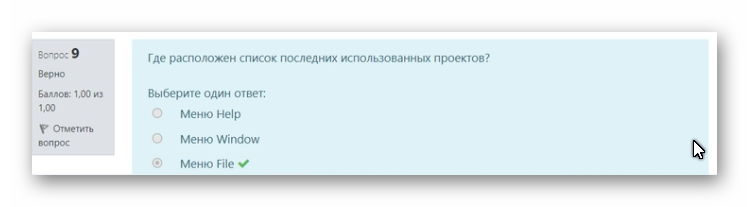 Вопрос 9
Верно
Баллов: 1,00 из
1,00
Отметить
вопрос
Где расположен список последних использованных проектов?
Выберите один ответ:
Меню Help
Меню Window
Меню File